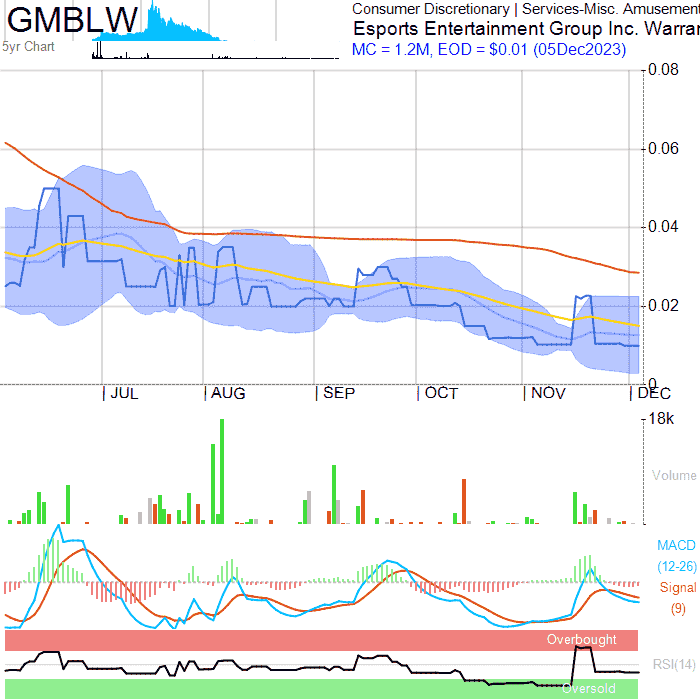 GMBLW
5yr Chart
Consumer Discretionary | Services-Misc. Amusement
Esports Entertainment Group Inc. Warra
MC = 1.2M, EOD = $0.01 (05Dec2023)
0.08
0.06
0.04
0.02
0
JUL AUG SEP OCT NOV DEC
18k
Volume
MACD
(12-26)
Signal
(9)
Overbought
RSI(14)
Oversold